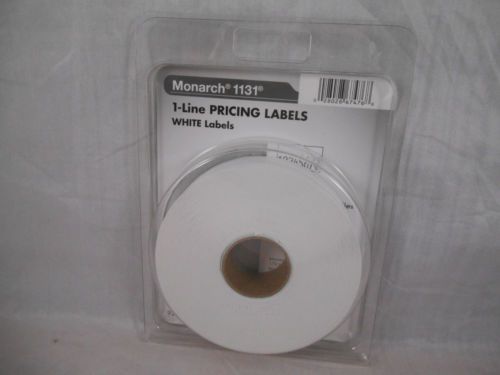 Monarch® 1131®
1-Line PRICING LABELS
WHITE Labels